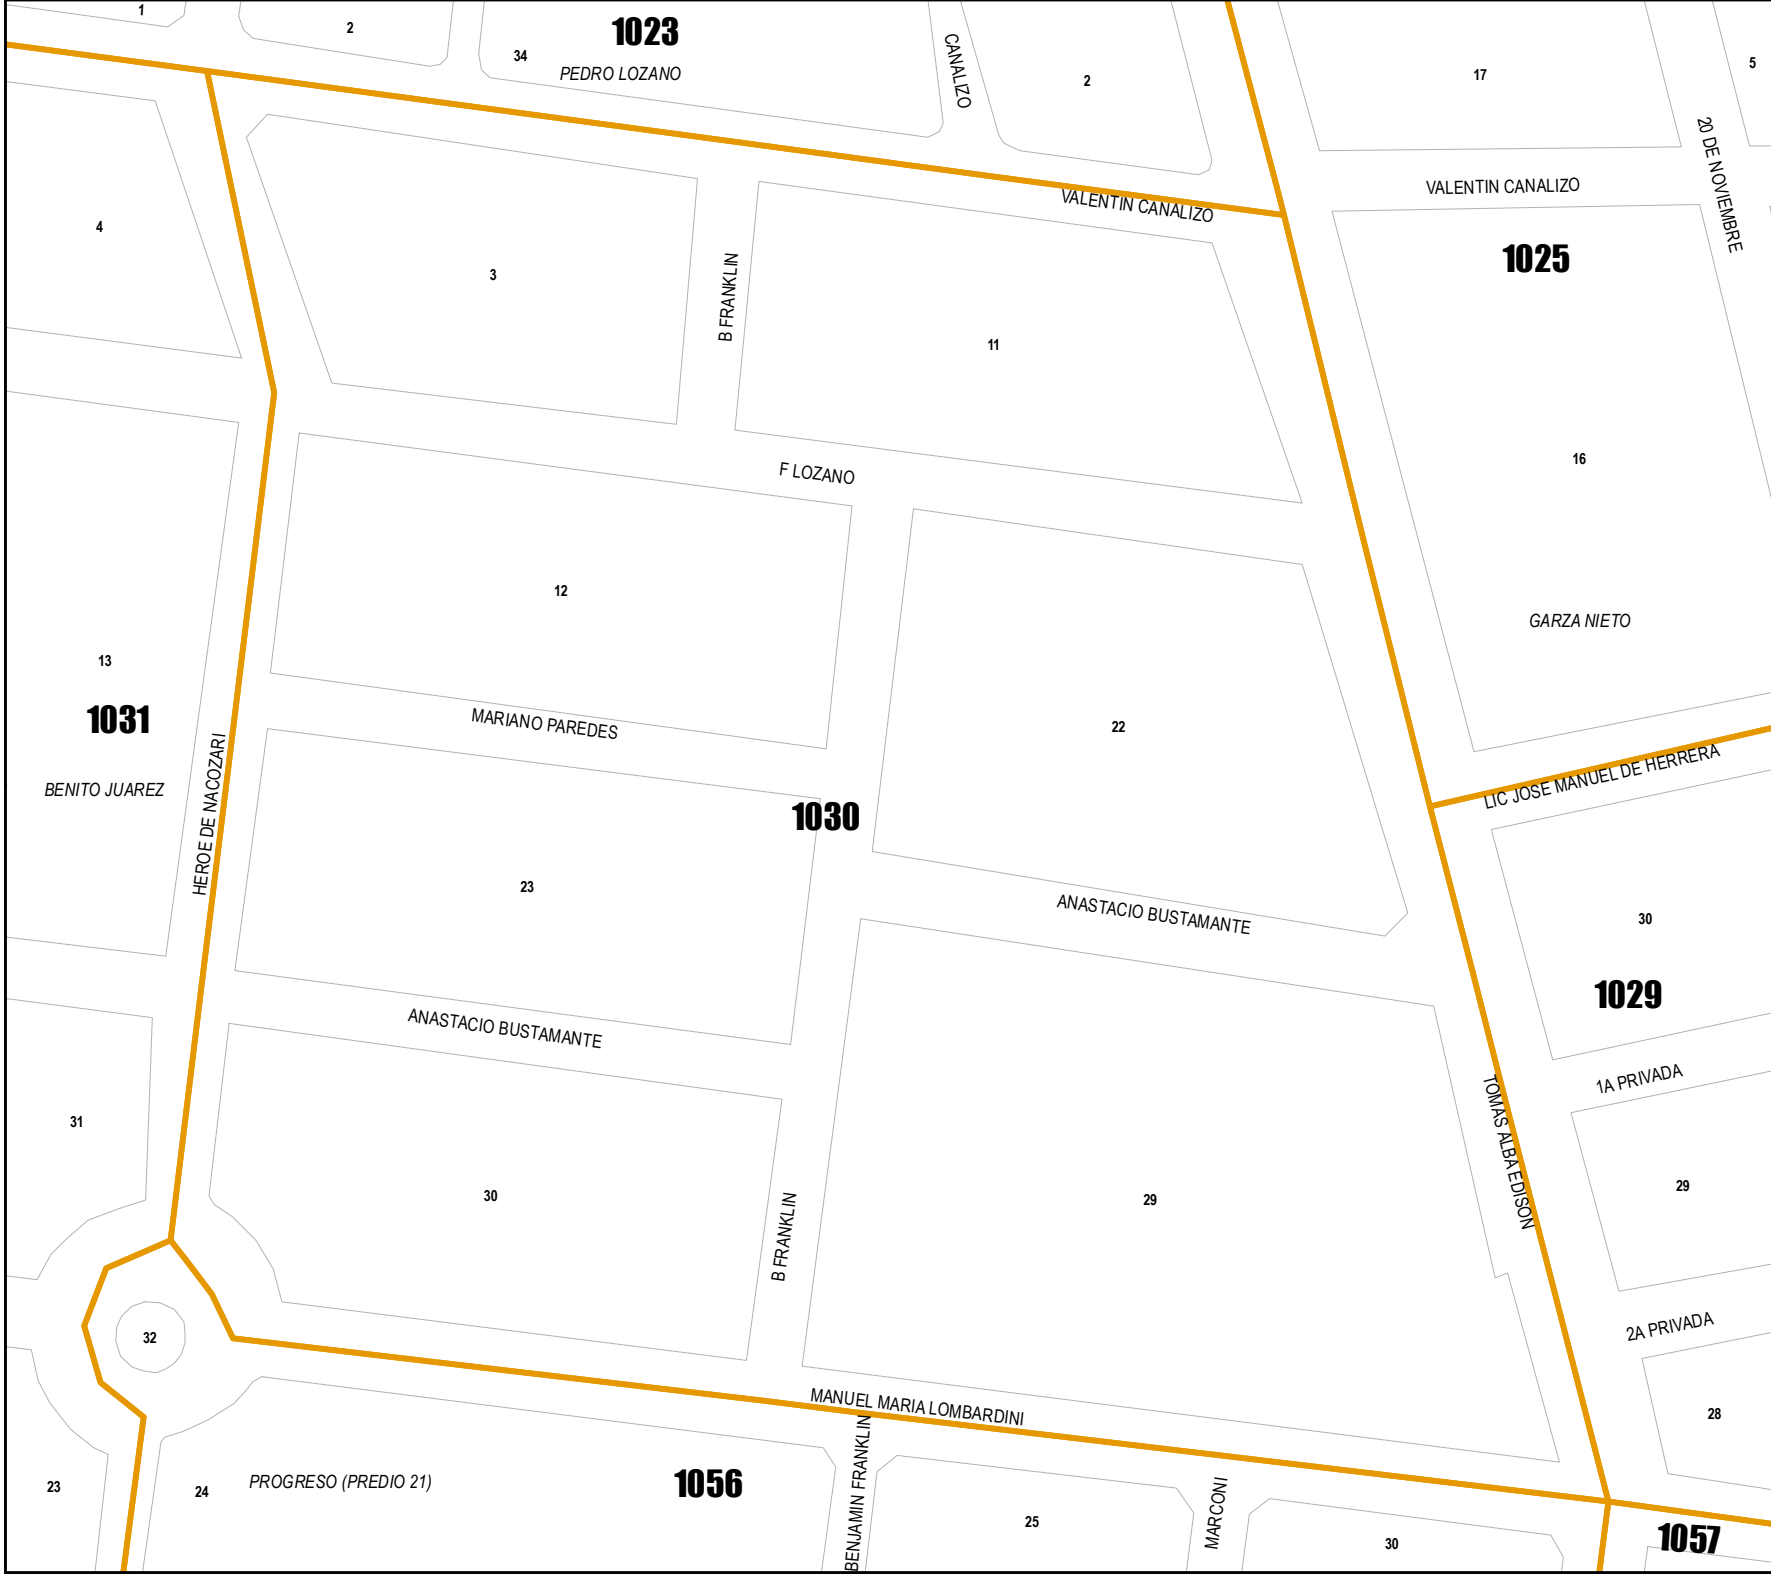 1
2
34
1023
PEDRO LOZANO
CANALIZO
2
17
5
20 DE NOVIEMBRE
VALENTIN CANALIZO
VALENTIN CANALIZO
4
3
B FRANKLIN
11
1025
16
F LOZANO
12
GARZA NIETO
13
1031
BENITO JUAREZ
HEROE DE NACOZARI
MARIANO PAREDES
22
LIC JOSE MANUEL DE HERRERA
1030
23
ANASTACIO BUSTAMANTE
30
1029
ANASTACIO BUSTAMANTE
1A PRIVADA
TOMAS ALBA EDISON
31
30
B FRANKLIN
29
29
32
2A PRIVADA
MANUEL MARIA LOMBARDINI
28
23
24
PROGRESO (PREDIO 21)
1056
BENJAMIN FRANKLIN
25
MARCONI
30
1057